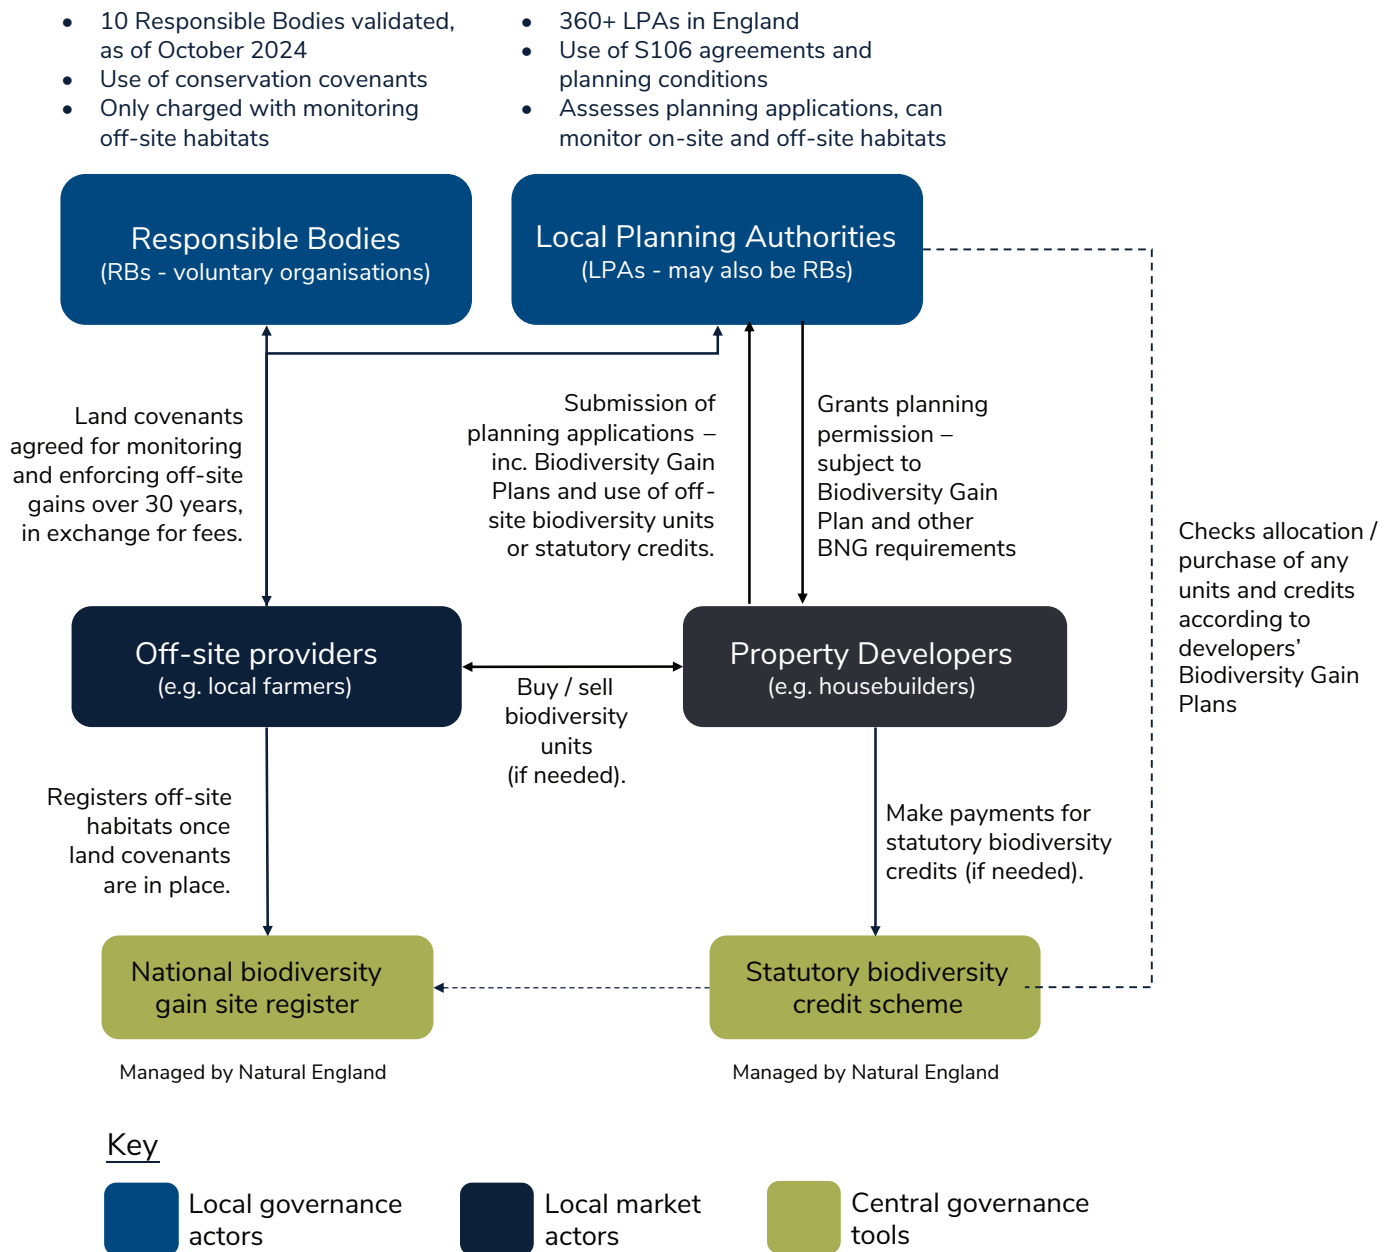 • 10 Responsible Bodies validated,
as of October 2024
• Use of conservation covenants
• Only charged with monitoring
off-site habitats
• 360+ LPAs in England
• Use of S106 agreements and
planning conditions
• Assesses planning applications, can
monitor on-site and off-site habitats
Responsible Bodies
(RBs - voluntary organisations)
Local Planning Authorities
(LPAs - may also be RBs)
Land covenants
agreed for monitoring
and enforcing off-site
gains over 30 years,
in exchange for fees.
Submission of
planning applications –
inc. Biodiversity Gain
Plans and use of off-
site biodiversity units
or statutory credits.
Grants planning
permission –
subject to
Biodiversity Gain
Plan and other
BNG requirements
Checks allocation /
purchase of any
units and credits
according to
developers’
Biodiversity Gain
Plans
Off-site providers
(e.g. local farmers)
Buy / sell
biodiversity
units
(if needed).
Property Developers
(e.g. housebuilders)
Registers off-site
habitats once
land covenants
are in place.
Make payments for
statutory biodiversity
credits (if needed).
National biodiversity
gain site register
Statutory biodiversity
credit scheme
Managed by Natural England
Managed by Natural England
Key
Local governance
actors
Local market
actors
Central governance
tools